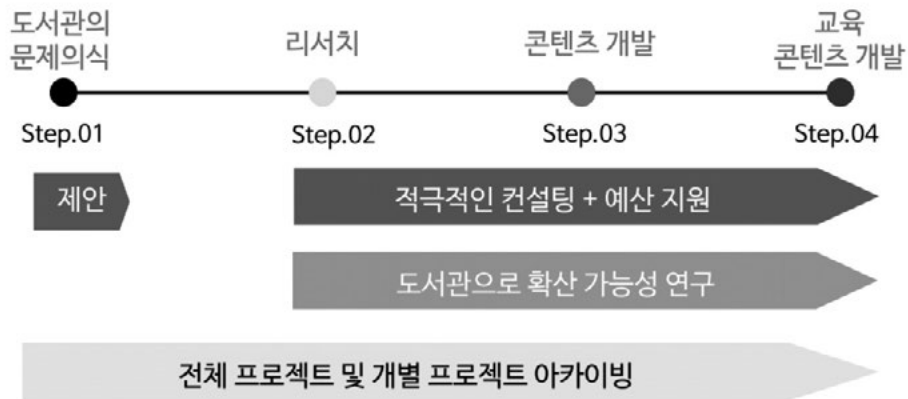 도서관의
문제의식
리서치
콘텐츠 개발
교육
콘텐츠 개발
Step.01
Step.02
Step.03
Step.04
제안
적극적인 컨설팅 + 예산 지원
도서관으로 확산 가능성 연구
전체 프로젝트 및 개별 프로젝트 아카이빙